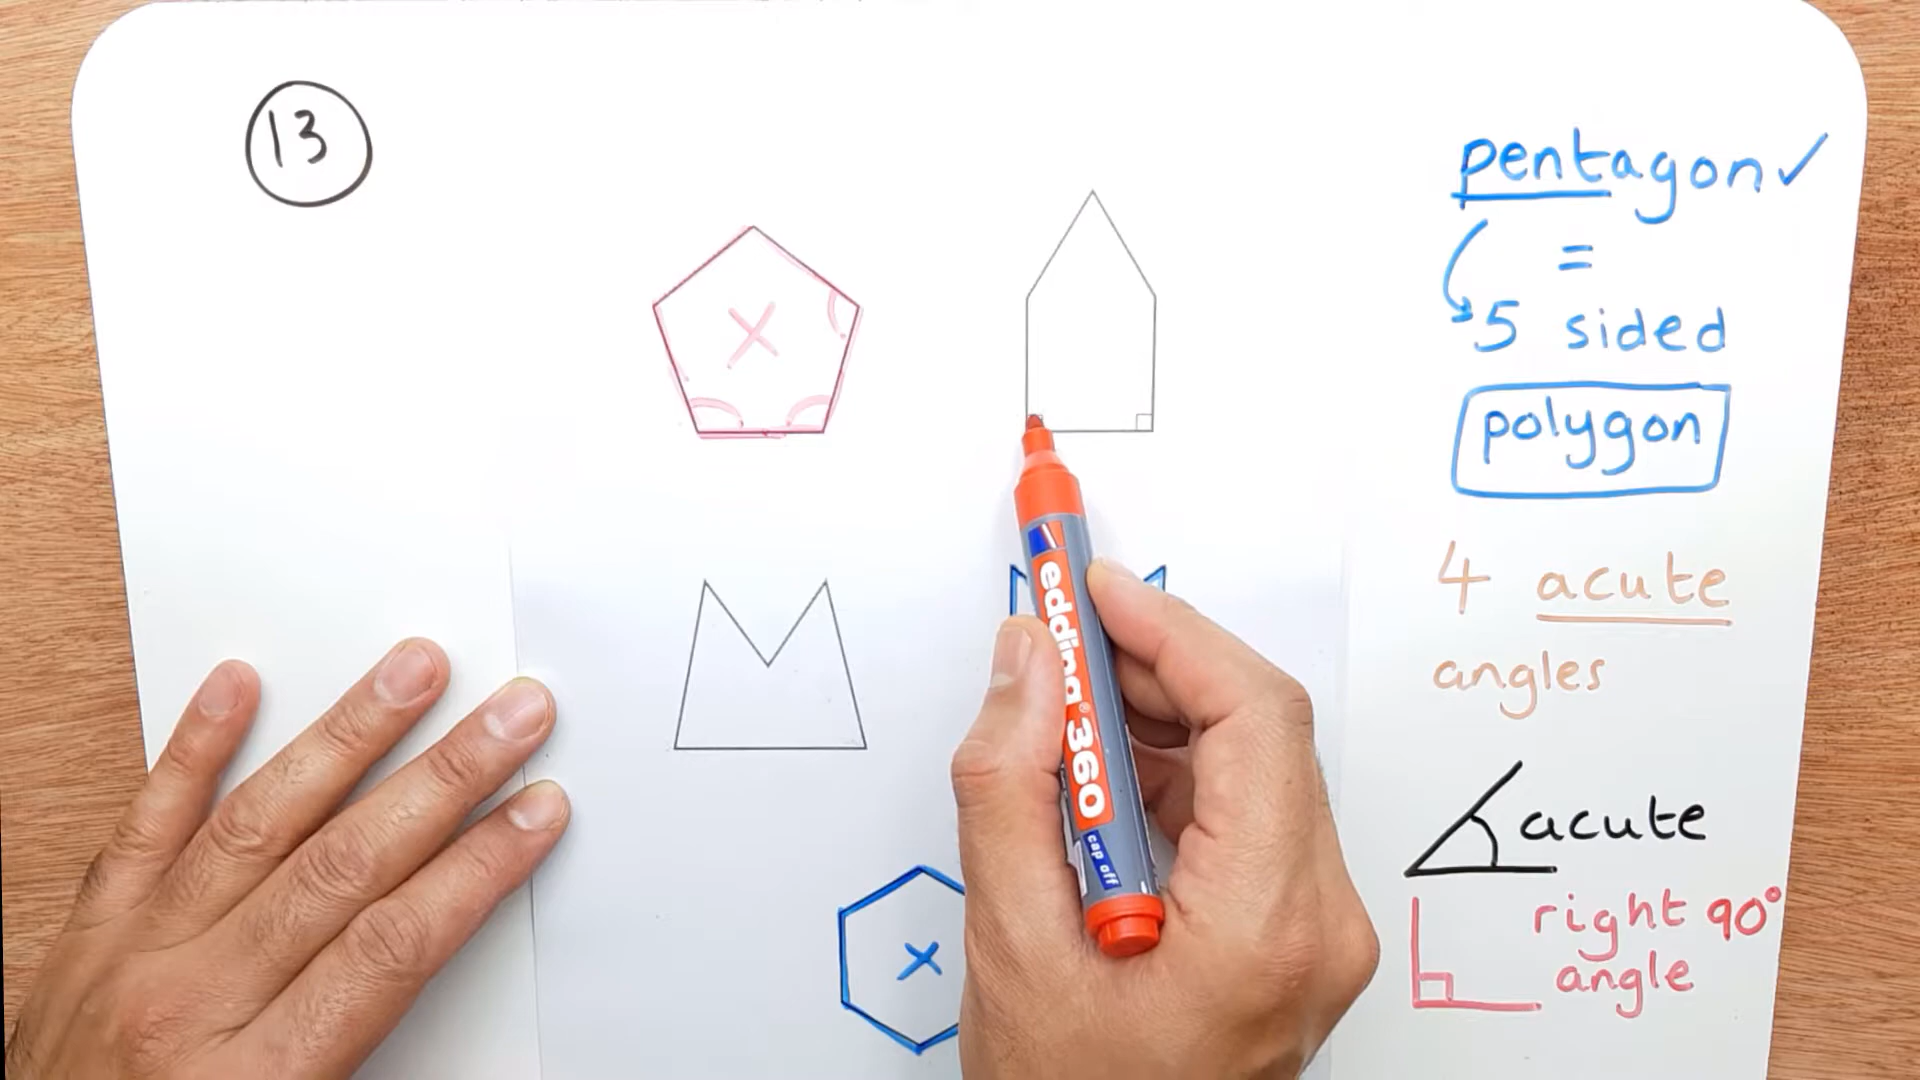 13
pentagon ✓
=
5 sided
polygon
4 acute
angles
acute
right 90°
angle
edding® 360
cap off